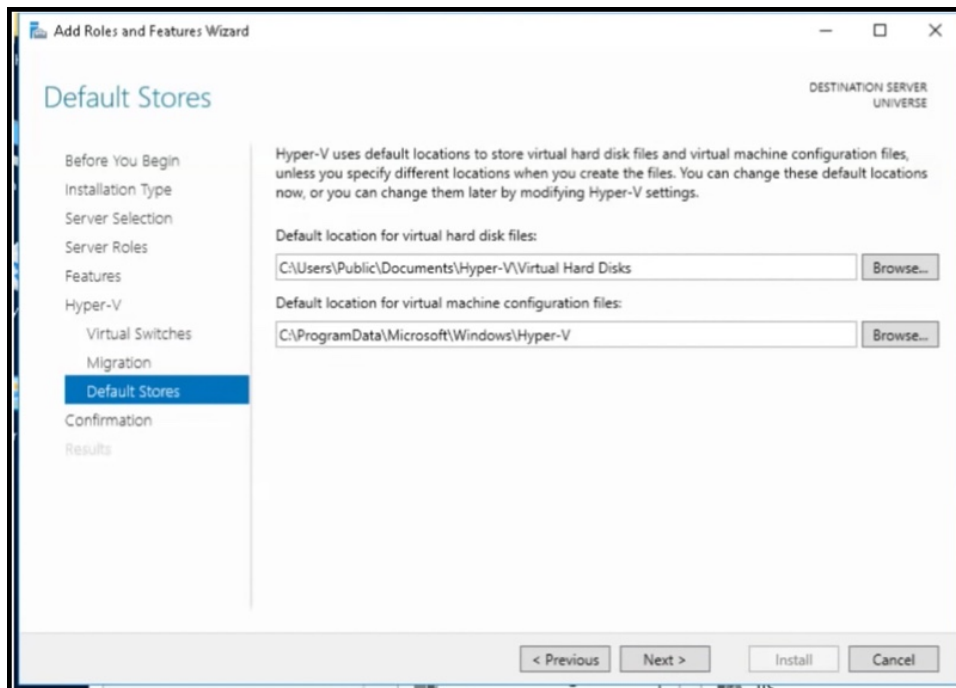 Add Roles and Features Wizard
Default Stores
DESTINATION SERVER
UNIVERSE
Before You Begin
Installation Type
Server Selection
Server Roles
Features
Hyper-V
Virtual Switches
Migration
Default Stores
Confirmation
Results
Hyper-V uses default locations to store virtual hard disk files and virtual machine configuration files,
unless you specify different locations when you create the files. You can change these default locations
now, or you can change them later by modifying Hyper-V settings.
Default location for virtual hard disk files:
C:\Users\Public\Documents\Hyper-V\Virtual Hard Disks
Browse...
Default location for virtual machine configuration files:
C:\ProgramData\Microsoft\Windows\Hyper-V
Browse...
< Previous
Next >
Install
Cancel